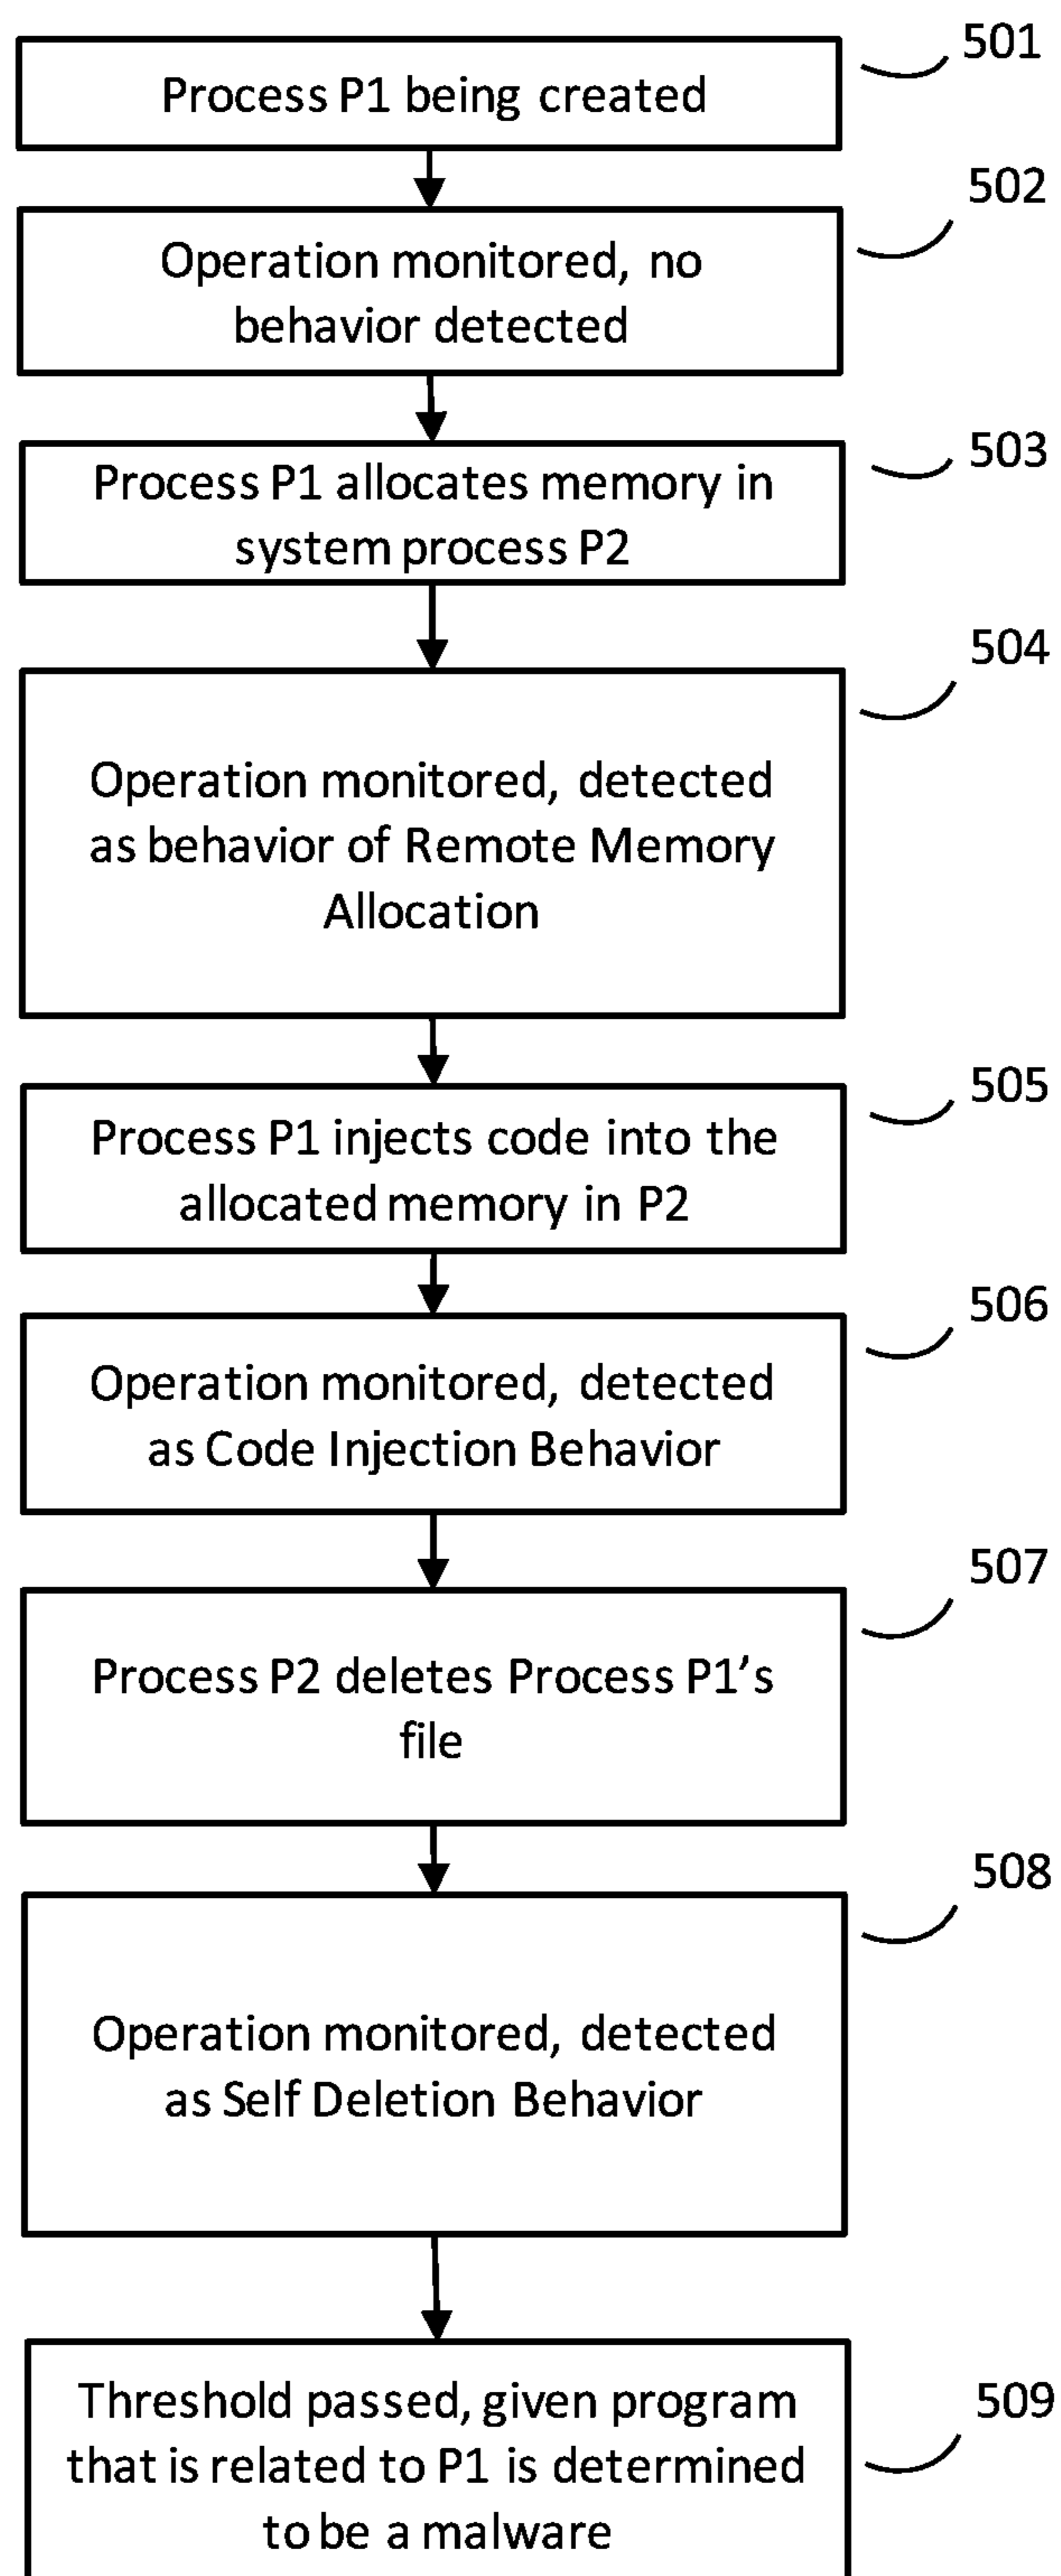 501
Process P1 being created
502
Operation monitored, no
behavior detected
503
Process P1 allocates memory in
system process P2
504
Operation monitored, detected
as behavior of Remote Memory
Allocation
505
Process P1 injects code into the
allocated memory in P2
506
Operation monitored, detected
as Code Injection Behavior
507
Process P2 deletes Process P1's
file
508
Operation monitored, detected
as Self Deletion Behavior
509
Threshold passed, given program
that is related to P1 is determined
to be a malware